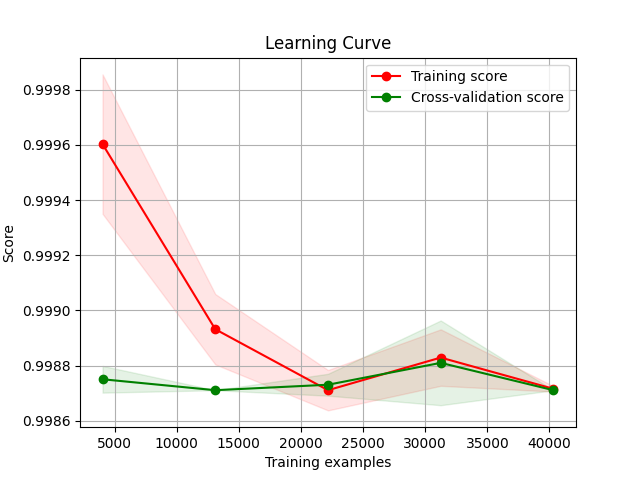 Learning Curve
Training score
Cross-validation score
0.9998
0.9996
0.9994
0.9992
0.9990
0.9988
0.9986
Score
5000 10000 15000 20000 25000 30000 35000 40000
Training examples